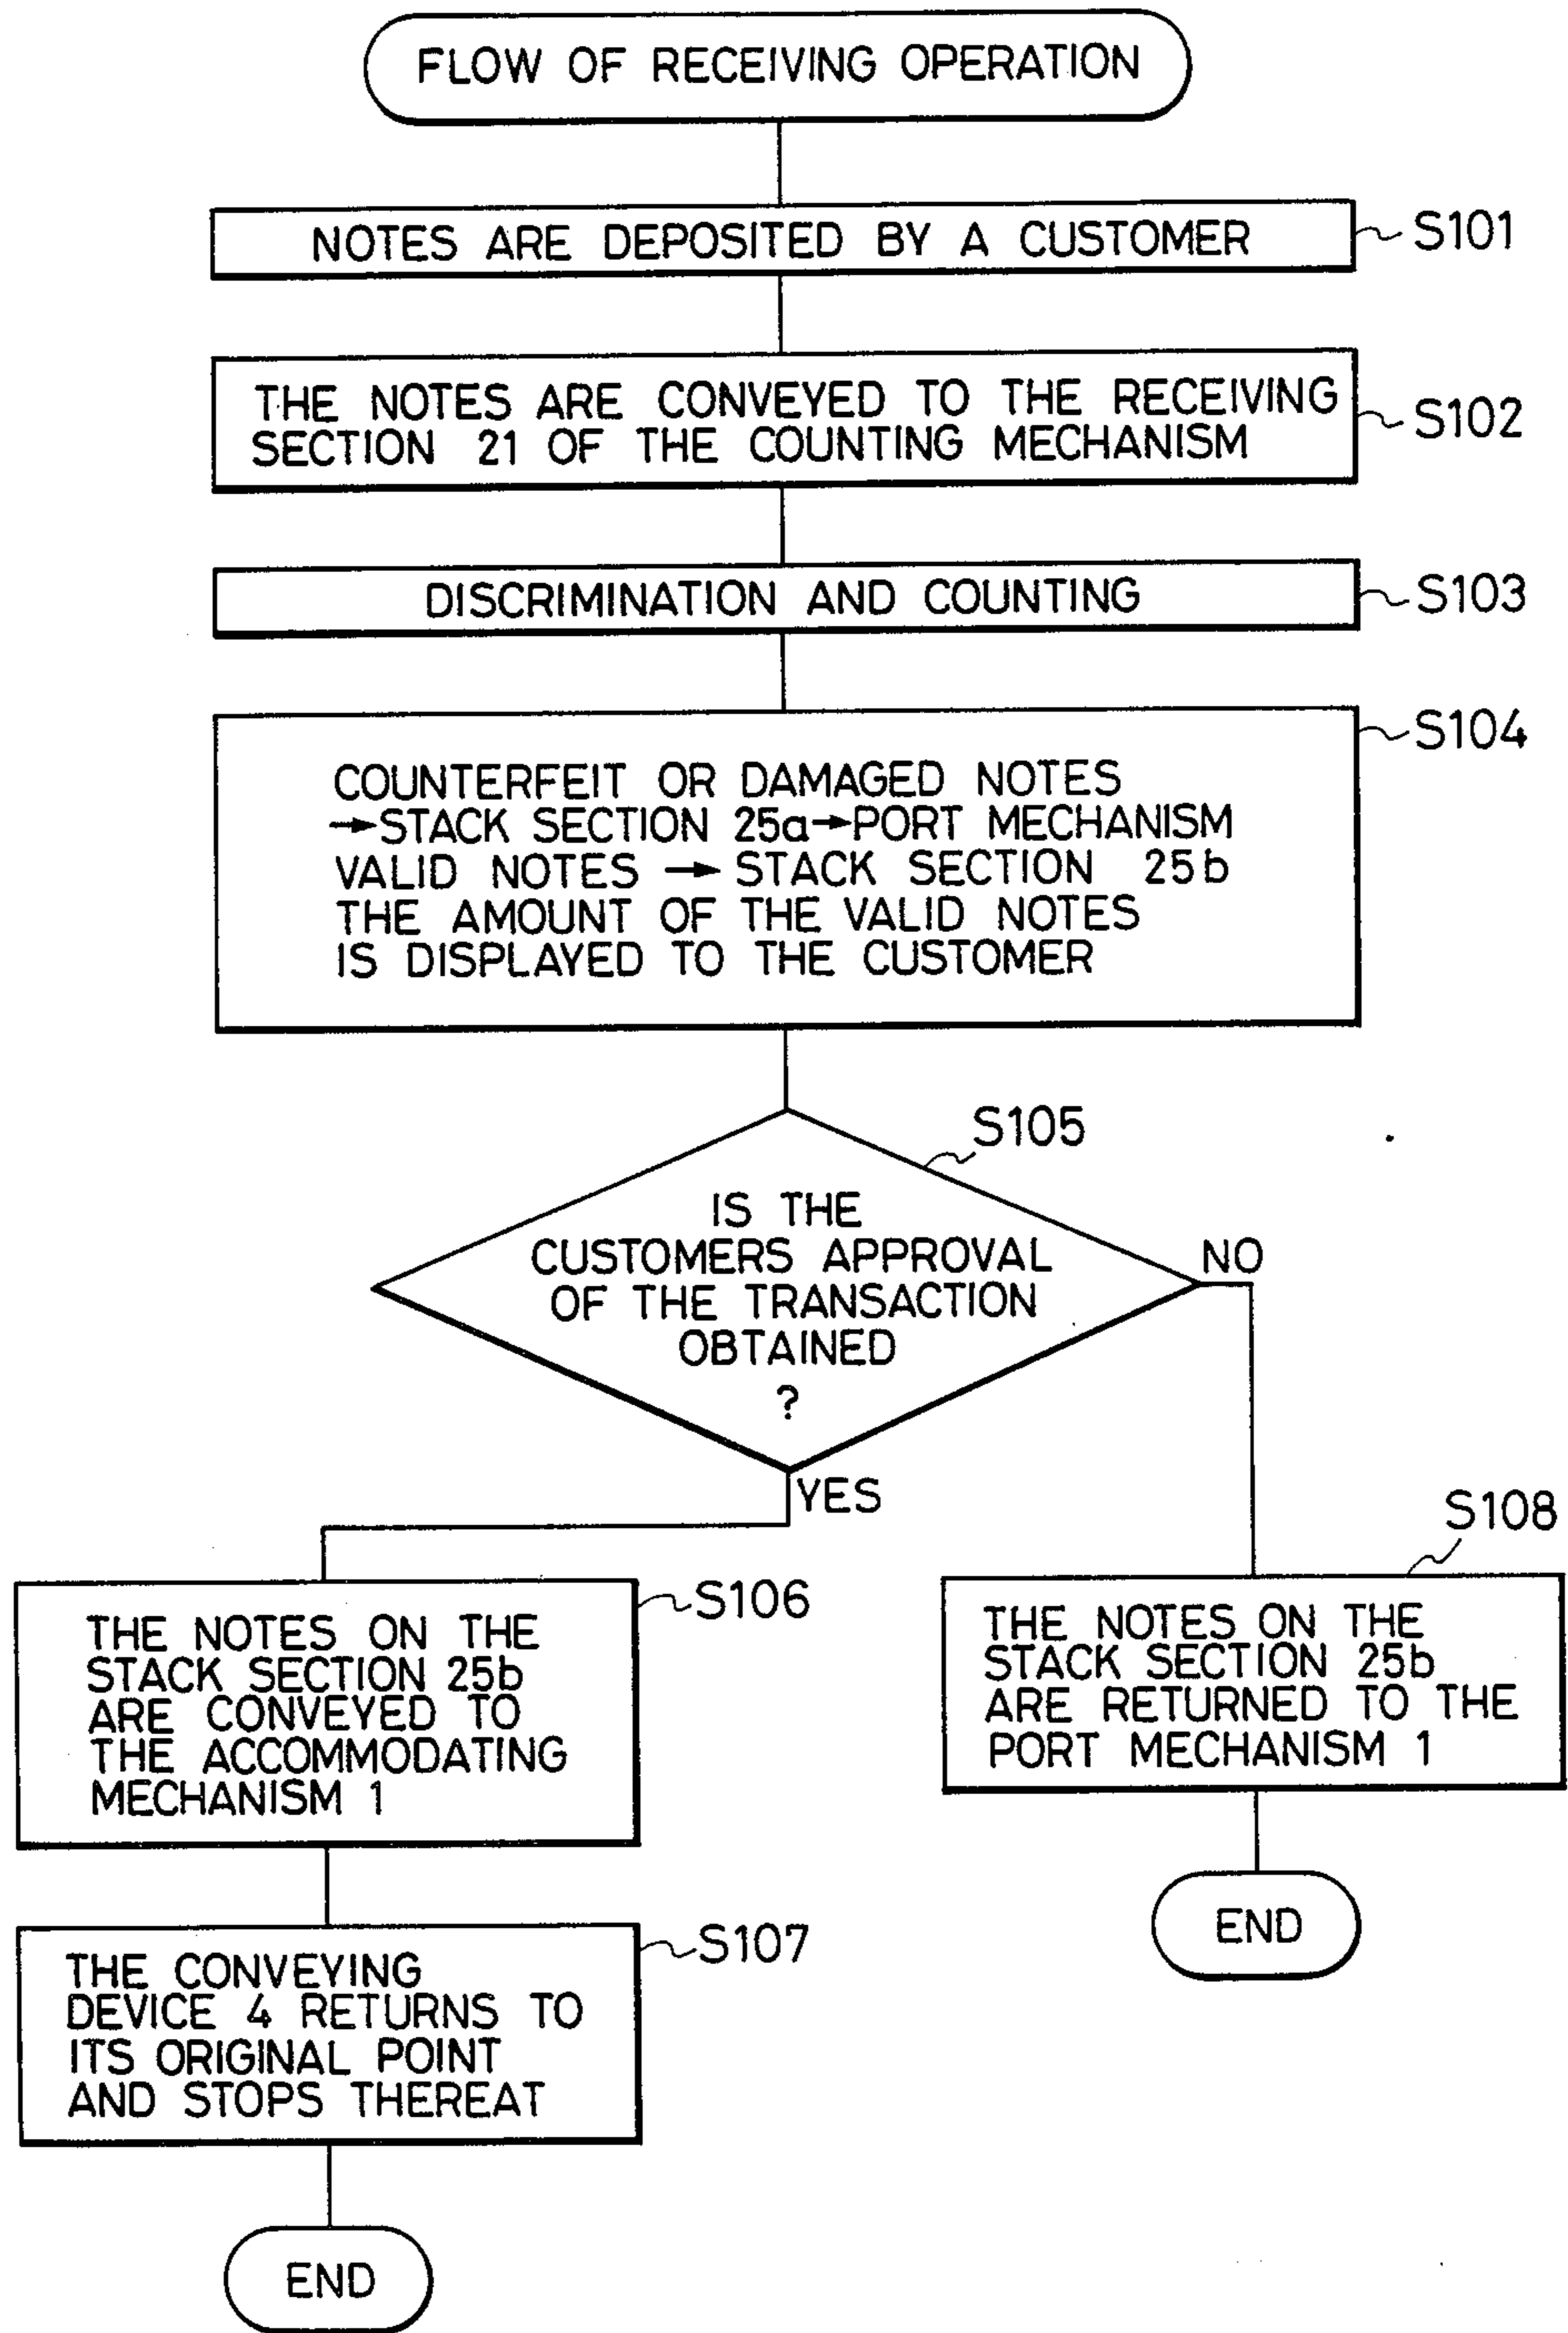 FLOW OF RECEIVING OPERATION
NOTES ARE DEPOSITED BY A CUSTOMER
S101
THE NOTES ARE CONVEYED TO THE RECEIVING
SECTION 21 OF THE COUNTING MECHANISM
S102
DISCRIMINATION AND COUNTING
S103
S104
COUNTERFEIT OR DAMAGED NOTES
→STACK SECTION 25a→PORT MECHANISM
VALID NOTES → STACK SECTION 25b
THE AMOUNT OF THE VALID NOTES
IS DISPLAYED TO THE CUSTOMER
S105
IS THE
CUSTOMERS APPROVAL
OF THE TRANSACTION
OBTAINED
?
NO
YES
S106
THE NOTES ON THE
STACK SECTION 25b
ARE CONVEYED TO
THE ACCOMMODATING
MECHANISM 1
S108
THE NOTES ON THE
STACK SECTION 25b
ARE RETURNED TO THE
PORT MECHANISM 1
END
S107
THE CONVEYING
DEVICE 4 RETURNS TO
ITS ORIGINAL POINT
AND STOPS THEREAT
END